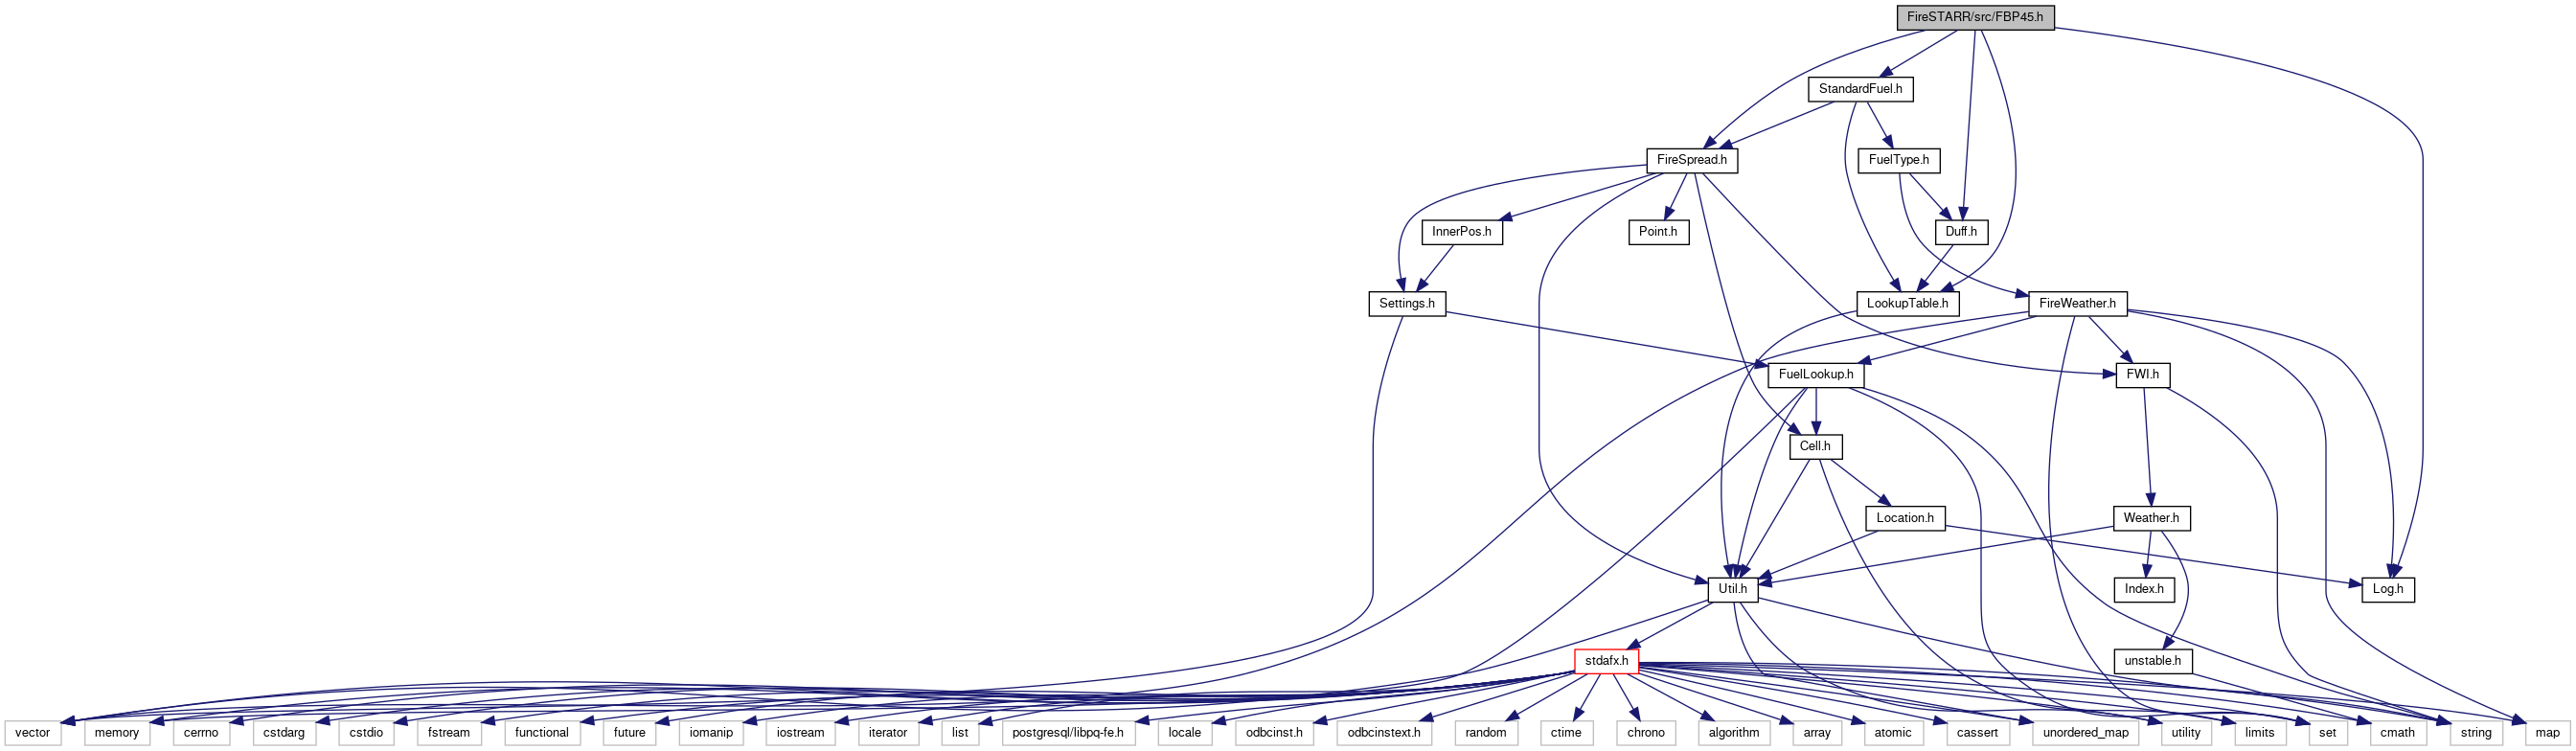 FireSTARR/src/FBP45.h
StandardFuel.h
FireSpread.h
FuelType.h
InnerPos.h
Point.h
Duff.h
Settings.h
LookupTable.h
FireWeather.h
FuelLookup.h
FWI.h
Cell.h
Location.h
Weather.h
Util.h
Index.h
Log.h
stdafx.h
unstable.h
vector
memory
cerrno
cstdarg
cstdio
fstream
functional
future
iomanip
iostream
iterator
list
postgresql/libpq-fe.h
locale
odbcinst.h
odbcinstext.h
random
ctime
chrono
algorithm
array
atomic
cassert
unordered_map
utility
limits
set
cmath
string
map